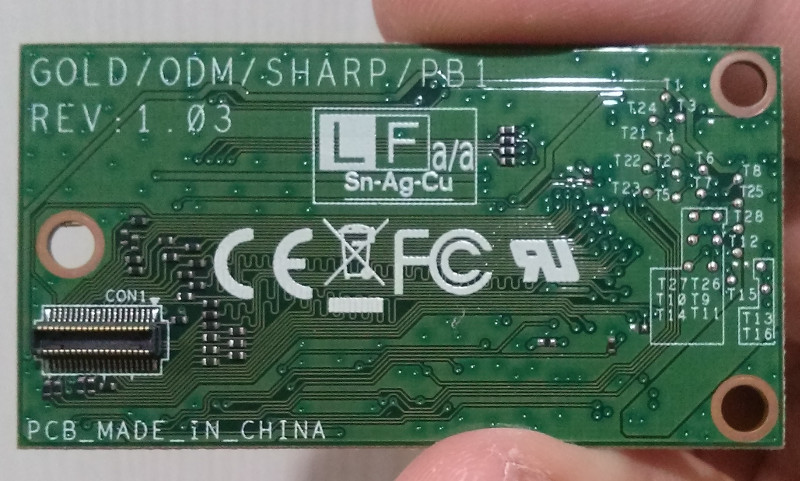 GOLD/ODM/SHARP/PB1
REV:1.03
LF a/a
Sn-Ag-Cu
CE FC UR
CON1
T1
T24 T3
T21 T4
T22 T2 T6
T23 T5 T7
T8
T25
T28
T12
T27 T26
T10 T9
T14 T11
T15
T13
T16
PCB_MADE_IN_CHINA